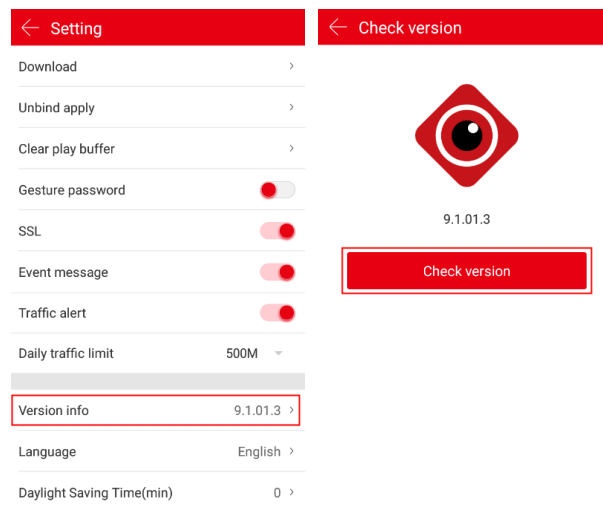 Setting
Download
Unbind apply
Clear play buffer
Gesture password
SSL
Event message
Traffic alert
Daily traffic limit 500M
Version info 9.1.01.3
Language English
Daylight Saving Time(min) 0
Check version
9.1.01.3
Check version